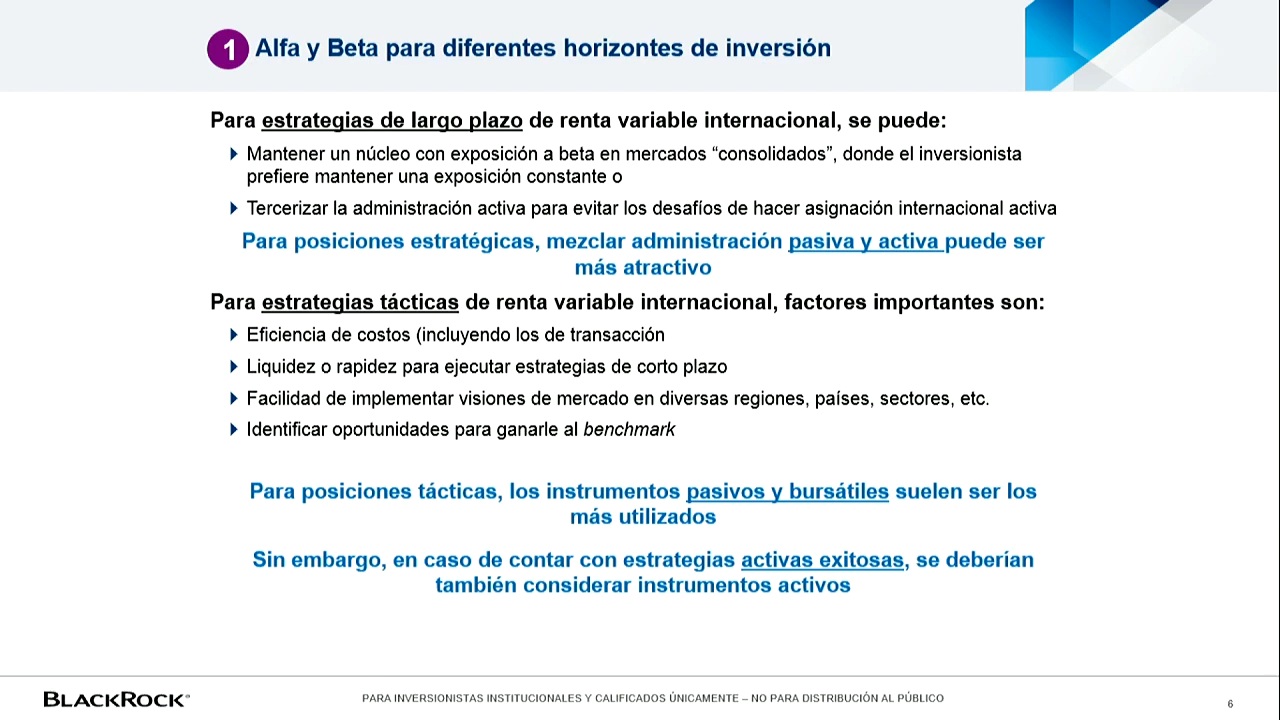 1 Alfa y Beta para diferentes horizontes de inversión
Para estrategias de largo plazo de renta variable internacional, se puede:
Mantener un núcleo con exposición a beta en mercados “consolidados”, donde el inversionista
prefiere mantener una exposición constante o
Tercerizar la administración activa para evitar los desafíos de hacer asignación internacional activa
Para posiciones estratégicas, mezclar administración pasiva y activa puede ser
más atractivo
Para estrategias tácticas de renta variable internacional, factores importantes son:
Eficiencia de costos (incluyendo los de transacción
Liquidez o rapidez para ejecutar estrategias de corto plazo
Facilidad de implementar visiones de mercado en diversas regiones, países, sectores, etc.
Identificar oportunidades para ganarle al benchmark
Para posiciones tácticas, los instrumentos pasivos y bursátiles suelen ser los
más utilizados
Sin embargo, en caso de contar con estrategias activas exitosas, se deberían
también considerar instrumentos activos
BLACKROCK®
PARA INVERSIONISTAS INSTITUCIONALES Y CALIFICADOS ÚNICAMENTE – NO PARA DISTRIBUCIÓN AL PÚBLICO
6